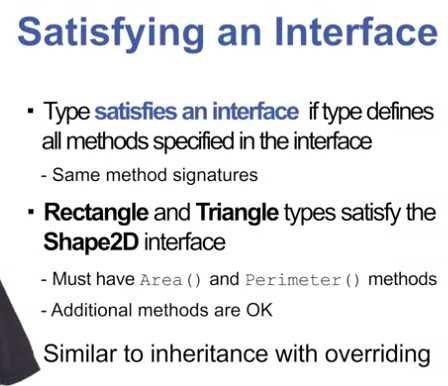 Satisfying an Interface
▪ Type satisfies an interface if type defines
all methods specified in the interface
- Same method signatures
▪ Rectangle and Triangle types satisfy the
Shape2D interface
- Must have Area() and Perimeter() methods
- Additional methods are OK
Similar to inheritance with overriding